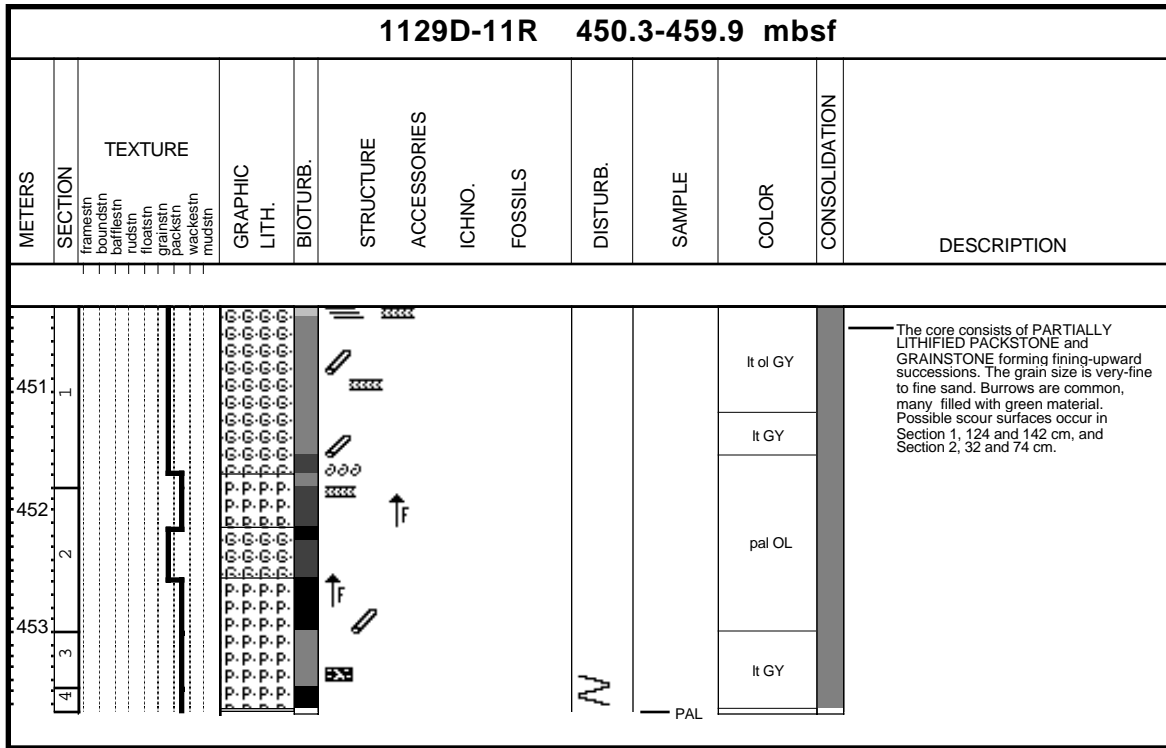 1129D-11R 450.3-459.9 mbsf
METERS
SECTION
TEXTURE
framestn
boundstn
bafflestn
rudstn
floatstn
grainstn
packstn
wackestn
mudstn
GRAPHIC
LITH.
BIOTURB.
STRUCTURE
ACCESSORIES
ICHNO.
FOSSILS
DISTURB.
SAMPLE
COLOR
CONSOLIDATION
DESCRIPTION
451
452
453
1
2
3
4
G G G G
G G G G
G G G G
G G G G
G G G G
G G G G
G G G G
G G G G
G G G G
G G G G
P P P P
P P P P
P P P P
G G G G
G G G G
G G G G
P P P P
P P P P
P P P P
P P P P
P P P P
P P P P
P P P P
F
F
lt ol GY
lt GY
pal OL
lt GY
PAL
The core consists of PARTIALLY
LITHIFIED PACKSTONE and
GRAINSTONE forming fining-upward
successions. The grain size is very-fine
to fine sand. Burrows are common,
many filled with green material.
Possible scour surfaces occur in
Section 1, 124 and 142 cm, and
Section 2, 32 and 74 cm.